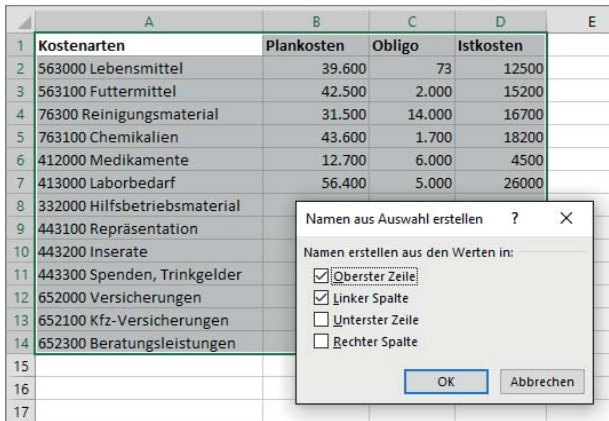 A B C D E
1 Kostenarten Plankosten Obligo Istkosten
2 563000 Lebensmittel 39.600 73 12500
3 563100 Futtermittel 42.500 2.000 15200
4 76300 Reinigungsmaterial 31.500 14.000 16700
5 763100 Chemikalien 43.600 1.700 18200
6 412000 Medikamente 12.700 6.000 4500
7 413000 Laborbedarf 56.400 5.000 26000
8 332000 Hilfsbetriebsmaterial
9 443100 Repräsentation
10 443200 Inserate
11 443300 Spenden, Trinkgelder
12 652000 Versicherungen
13 652100 Kfz-Versicherungen
14 652300 Beratungsleistungen
15
16
17
Namen aus Auswahl erstellen ? ×
Namen erstellen aus den Werten in:
Oberster Zeile
Linker Spalte
Unterster Zeile
Rechter Spalte
OK Abbrechen